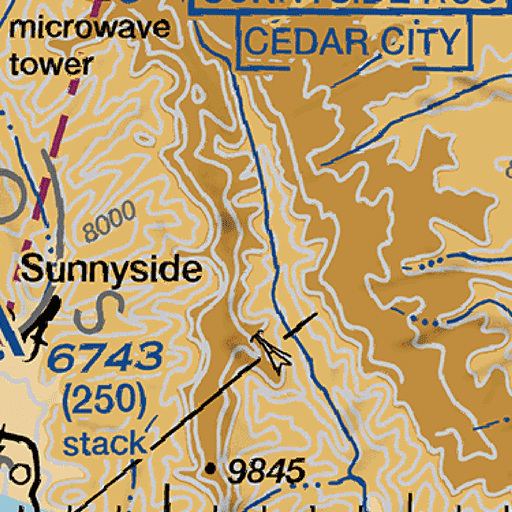 CEDAR CITY
microwave
tower
8000
Sunnyside
S
6743
(250)
stack
9845